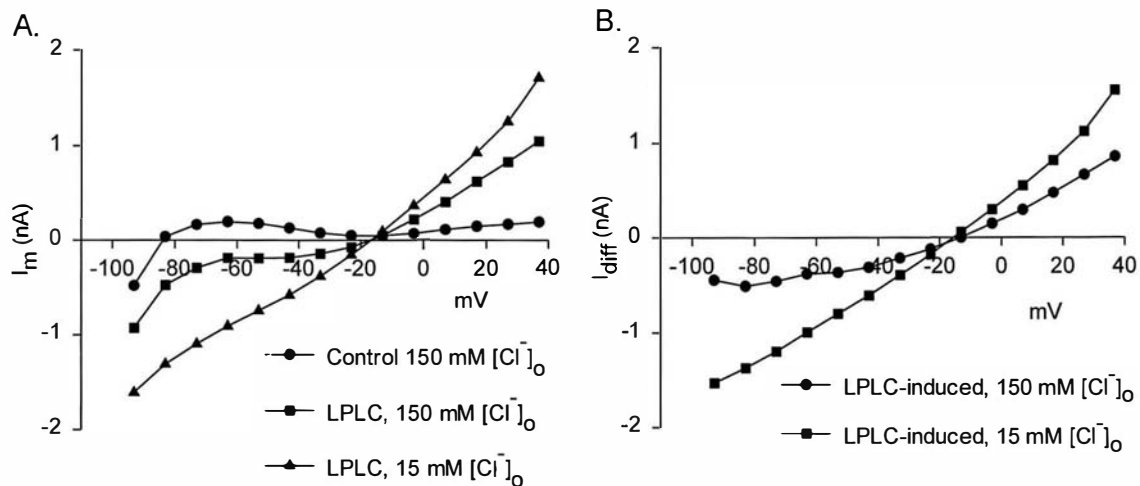 A.
2
1
0
-1
-2
I_m (nA)
-100 -80 -60 -40 -20 0 20 40
mV
Control 150 mM [Cl⁻]o
LPLC, 150 mM [Cl⁻]o
LPLC, 15 mM [Cl⁻]o
B.
2
1
0
-1
-2
I_diff (nA)
-100 -80 -60 -40 -20 0 20 40
mV
LPLC-induced, 150 mM [Cl⁻]o
LPLC-induced, 15 mM [Cl⁻]o